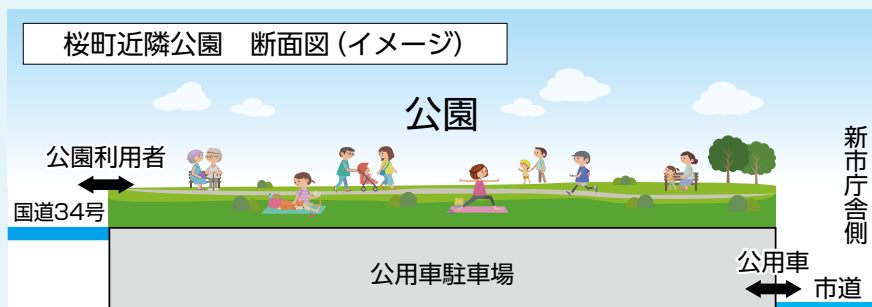 桜町近隣公園　断面図（イメージ）
公園
公園利用者
国道34号
新市庁舎側
公用車駐車場
公用車
市道